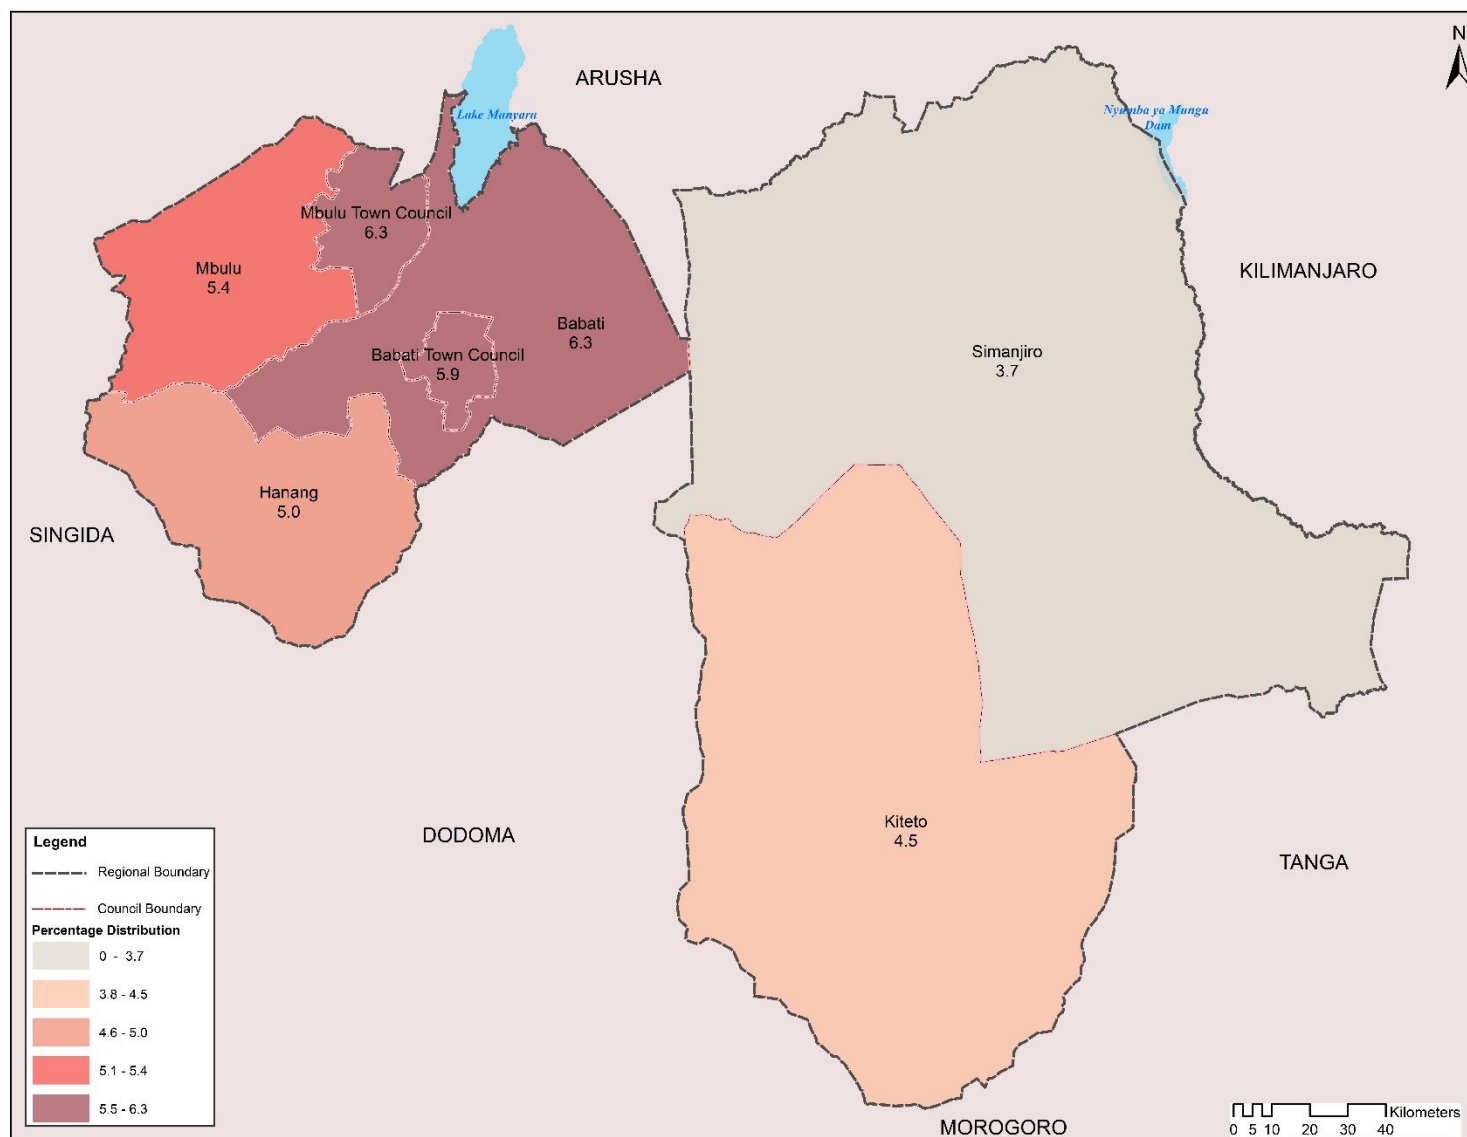 N
ARUSHA
Lake Manyara
Nyumba ya Mungu
Dam
Mbulu Town Council
6.3
Mbulu
5.4
KILIMANJARO
Babati
6.3
Babati Town Council
5.9
Simanjiro
3.7
Hanang
5.0
SINGIDA
Kiteto
4.5
DODOMA
TANGA
MOROGORO
Legend
Regional Boundary
Council Boundary
Percentage Distribution
0 - 3.7
3.8 - 4.5
4.6 - 5.0
5.1 - 5.4
5.5 - 6.3
Kilometers
0 5 10 20 30 40